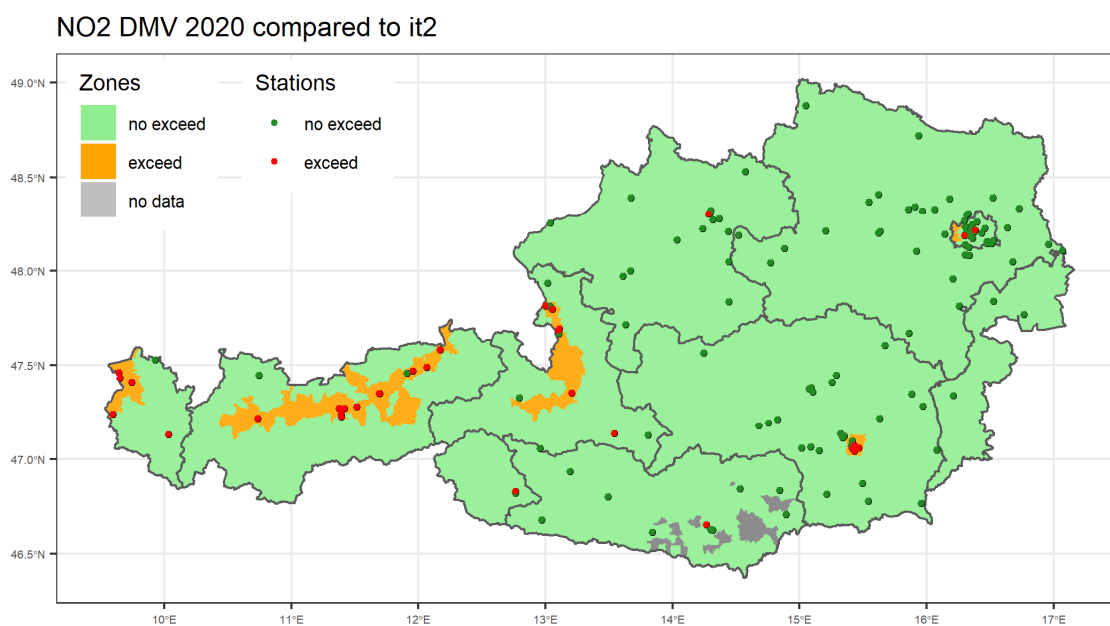 NO2 DMV 2020 compared to it2
Zones
no exceed
exceed
no data
Stations
no exceed
exceed
49.0°N
48.5°N
48.0°N
47.5°N
47.0°N
46.5°N
10°E
11°E
12°E
13°E
14°E
15°E
16°E
17°E